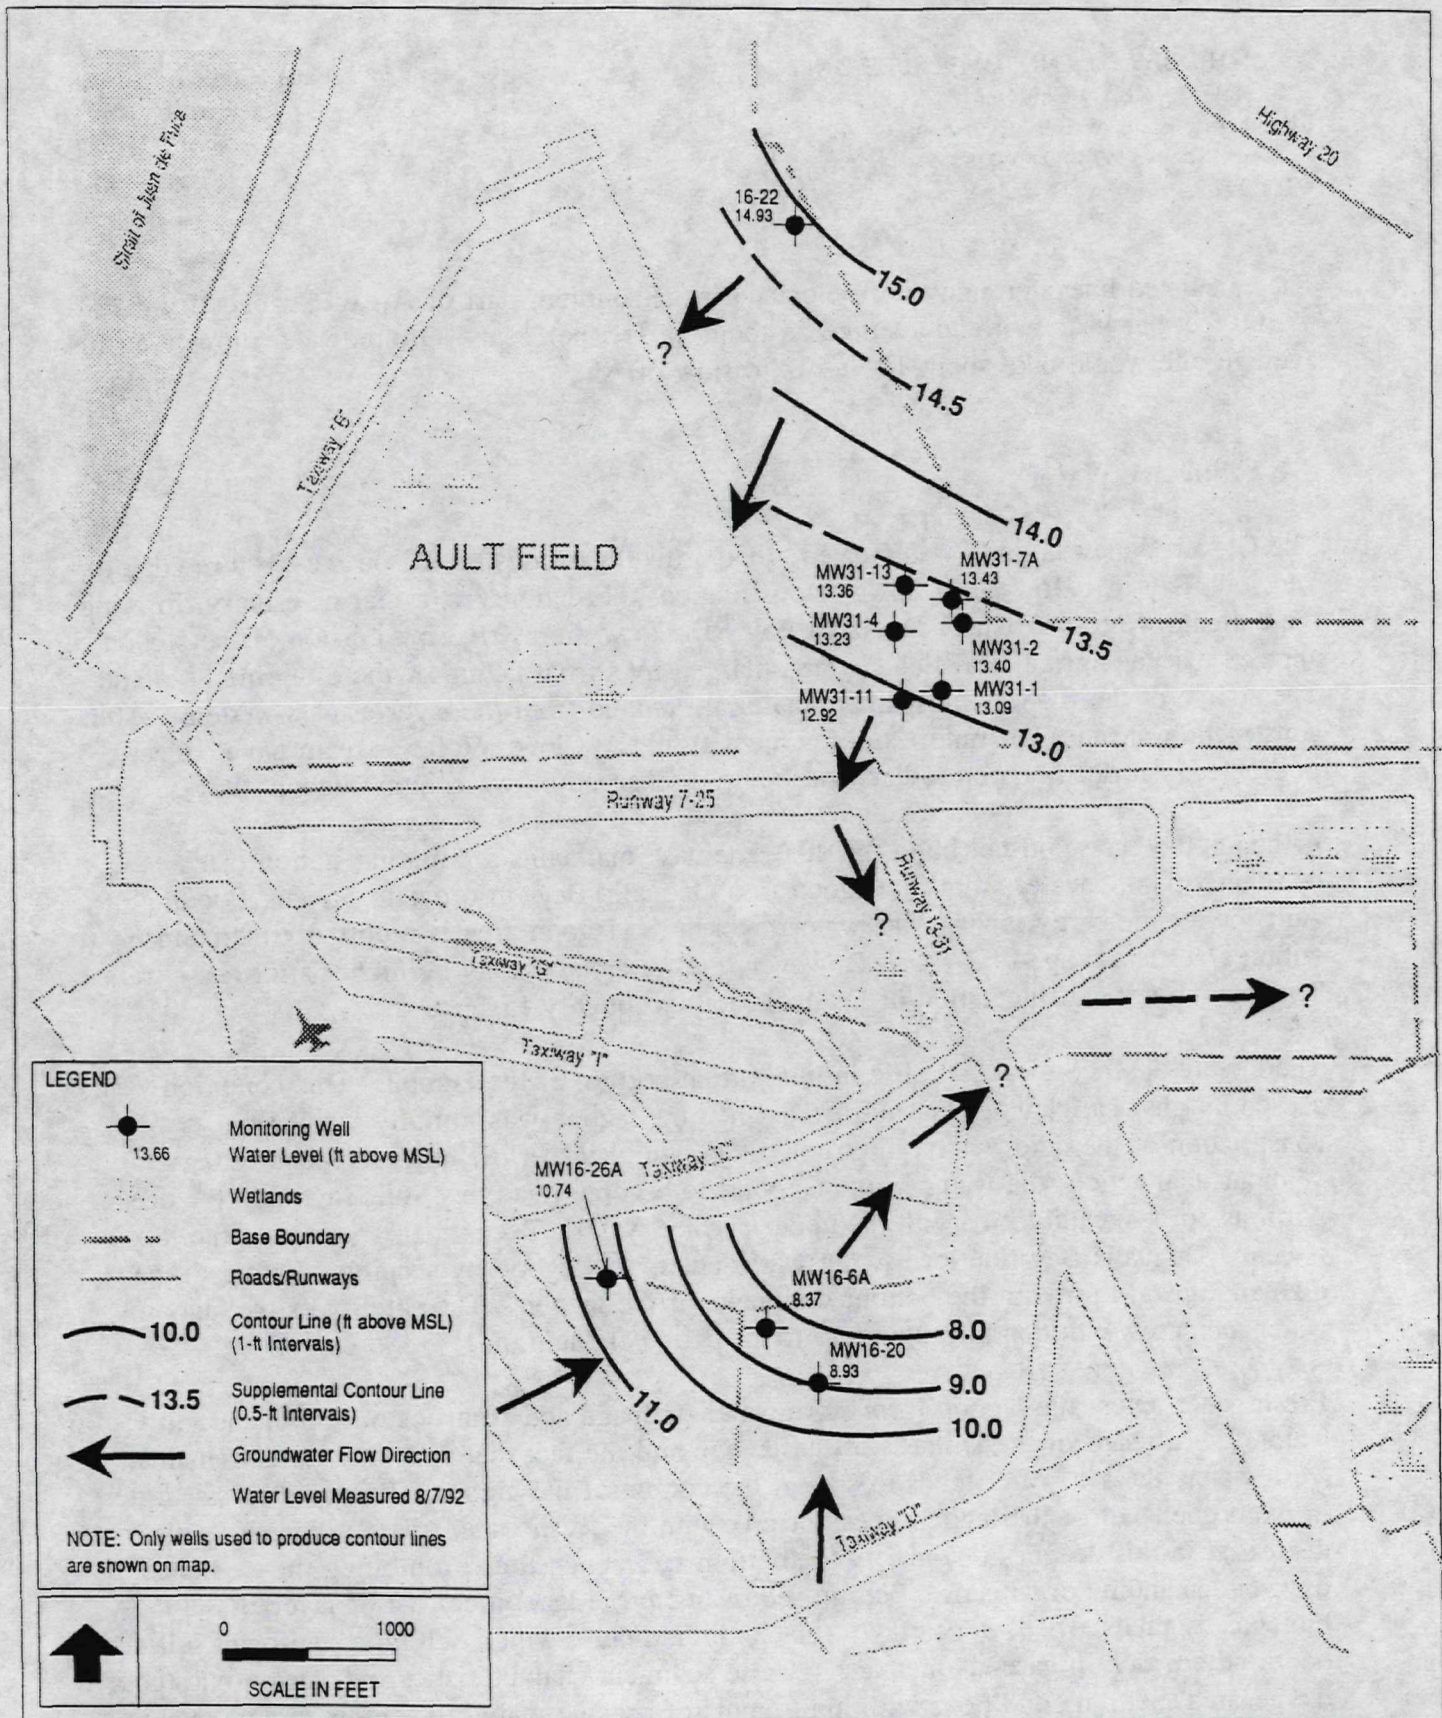 Strait of Juan de Fuca
Highway 20
16-22
14.93
15.0
?
14.5
Taxiway "B"
14.0
AULT FIELD
MW31-7A
13.43
MW31-13
13.36
MW31-4
13.23
13.5
MW31-2
13.40
MW31-11
12.92
MW31-1
13.09
13.0
Runway 7-25
Runway 13-31
?
Taxiway "G"
?
Taxiway "I"
?
LEGEND
13.66
Monitoring Well
Water Level (ft above MSL)
Wetlands
Base Boundary
Roads/Runways
10.0
Contour Line (ft above MSL)
(1-ft Intervals)
13.5
Supplemental Contour Line
(0.5-ft Intervals)
Groundwater Flow Direction
Water Level Measured 8/7/92
NOTE: Only wells used to produce contour lines
are shown on map.
MW16-26A
10.74
Taxiway "C"
MW16-6A
8.37
8.0
MW16-20
8.93
9.0
11.0
10.0
Taxiway "D"
0 1000
SCALE IN FEET